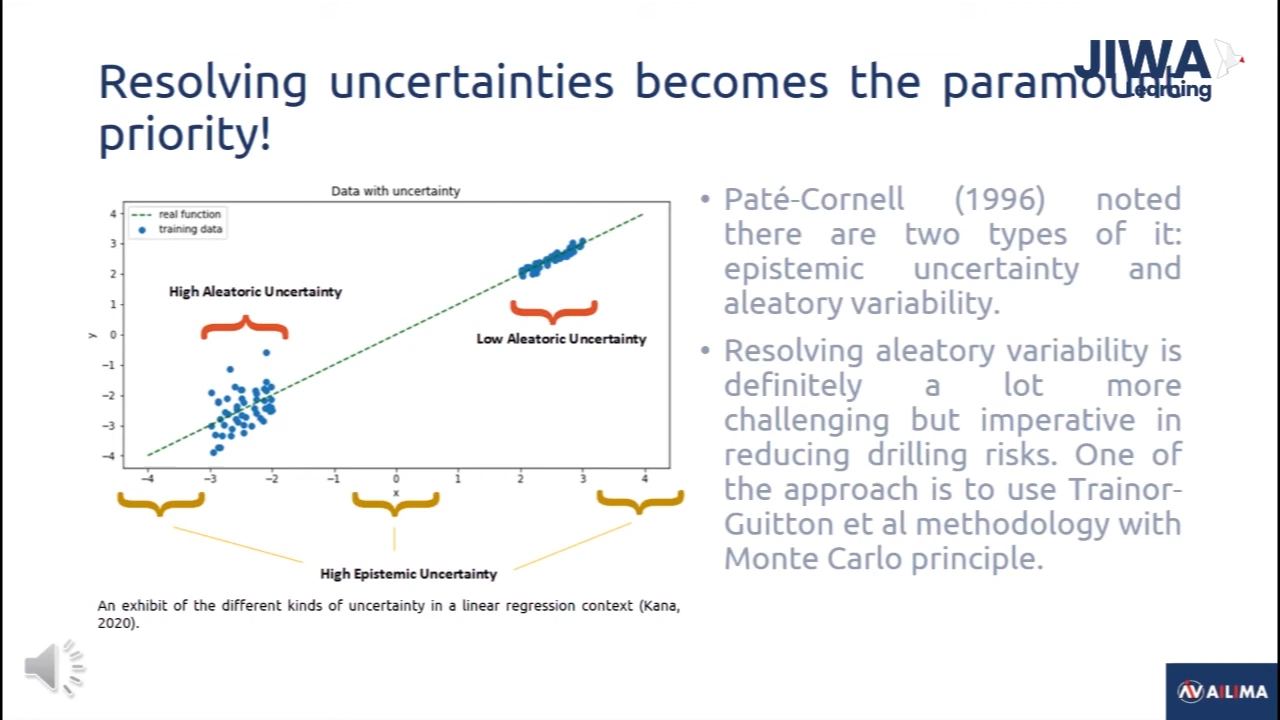 JIWA
Learning
Resolving uncertainties becomes the paramount
priority!
Data with uncertainty
real function
training data
High Aleatoric Uncertainty
Low Aleatoric Uncertainty
4
3
2
1
0
−1
−2
−3
−4
y
−4 −3 −2 −1 0 1 2 3 4
x
High Epistemic Uncertainty
An exhibit of the different kinds of uncertainty in a linear regression context (Kana,
2020).
• Paté-Cornell (1996) noted
there are two types of it:
epistemic uncertainty and
aleatory variability.
• Resolving aleatory variability is
definitely a lot more
challenging but imperative in
reducing drilling risks. One of
the approach is to use Trainor-
Guitton et al methodology with
Monte Carlo principle.
AILIMA